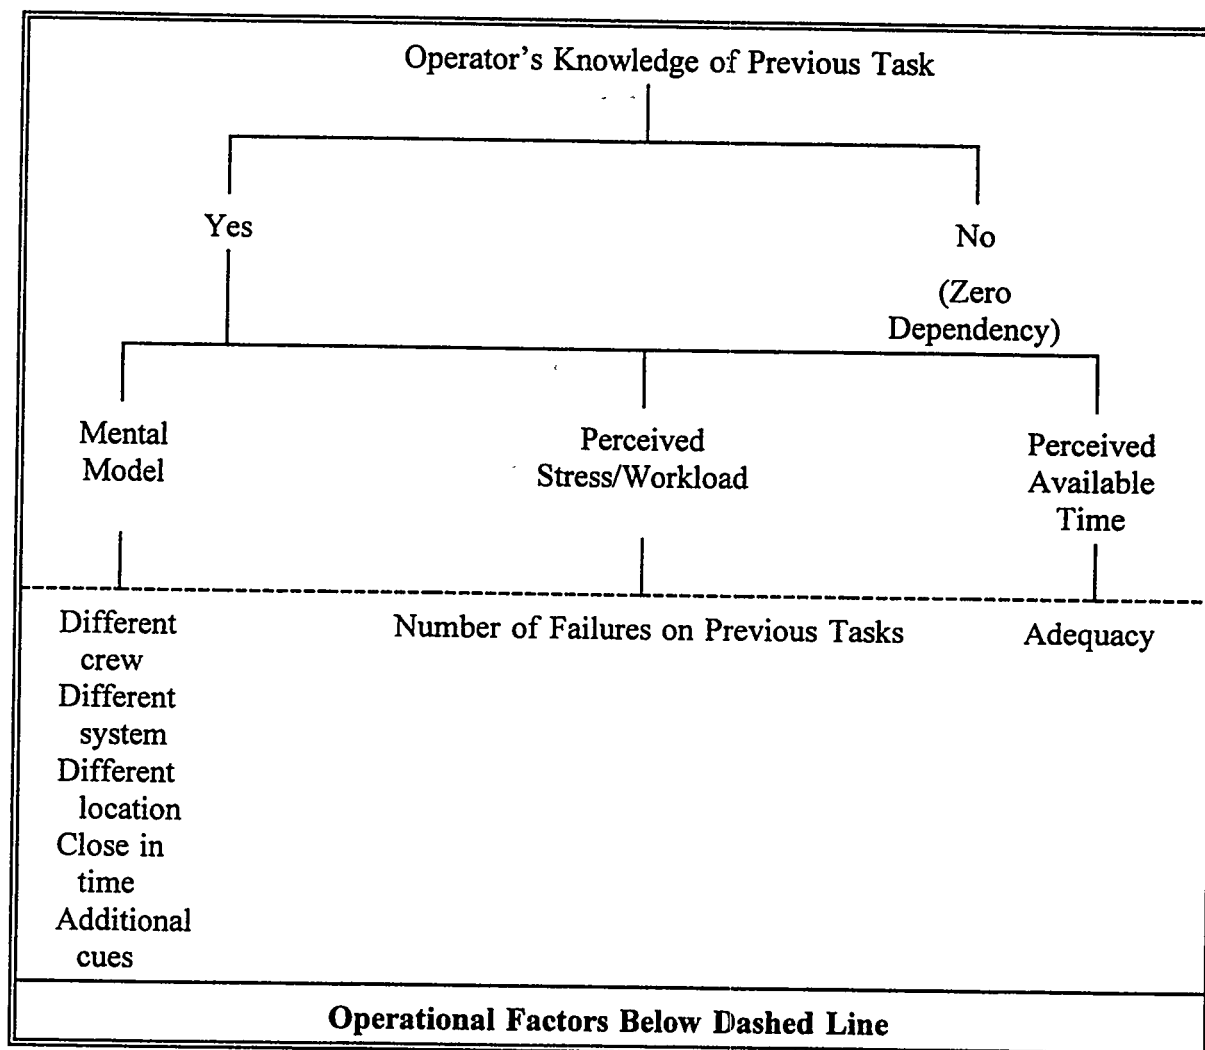 Operator's Knowledge of Previous Task
Yes
No
(Zero
Dependency)
Mental
Model
Perceived
Stress/Workload
Perceived
Available
Time
Different
crew
Different
system
Different
location
Close in
time
Additional
cues
Number of Failures on Previous Tasks
Adequacy
Operational Factors Below Dashed Line